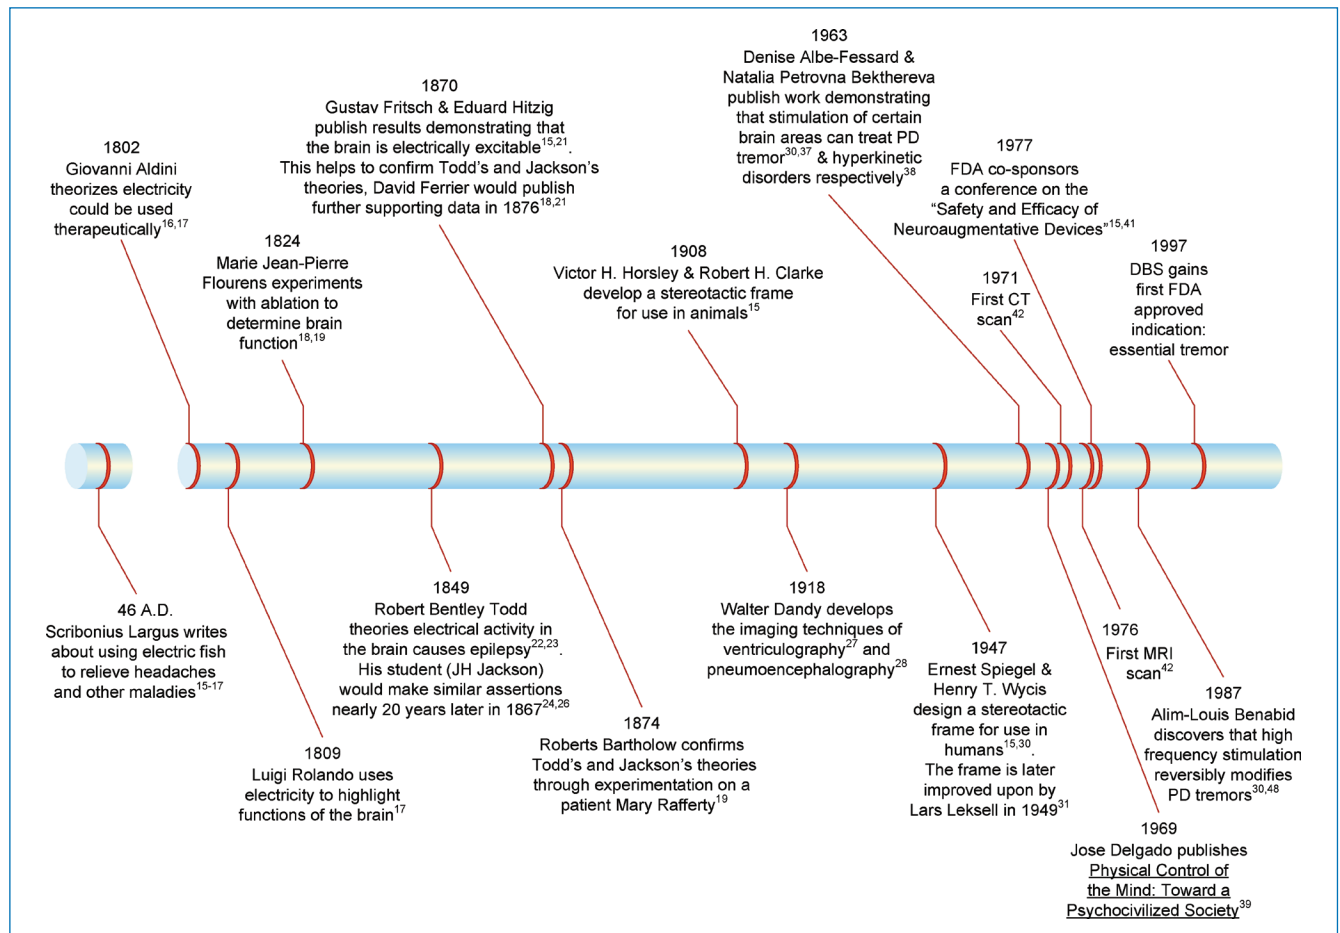 1802
Giovanni Aldini
theorizes electricity
could be used
therapeutically16,17
1824
Marie Jean-Pierre
Flourens experiments
with ablation to
determine brain
function18,19
1870
Gustav Fritsch & Eduard Hitzig
publish results demonstrating that
the brain is electrically excitable15,21.
This helps to confirm Todd’s and Jackson’s
theories, David Ferrier would publish
further supporting data in 187618,21
1908
Victor H. Horsley & Robert H. Clarke
develop a stereotactic frame
for use in animals15
1963
Denise Albe-Fessard &
Natalia Petrovna Bekthereva
publish work demonstrating
that stimulation of certain
brain areas can treat PD
tremor30,37 & hyperkinetic
disorders respectively38
1971
First CT
scan42
1977
FDA co-sponsors
a conference on the
“Safety and Efficacy of
Neuroaugmentative Devices”15,41
1997
DBS gains
first FDA
approved
indication:
essential tremor
46 A.D.
Scribonius Largus writes
about using electric fish
to relieve headaches
and other maladies15-17
1809
Luigi Rolando uses
electricity to highlight
functions of the brain17
1849
Robert Bentley Todd
theories electrical activity in
the brain causes epilepsy22,23.
His student (JH Jackson)
would make similar assertions
nearly 20 years later in 186724,26
1874
Roberts Bartholow confirms
Todd’s and Jackson’s theories
through experimentation on a
patient Mary Rafferty19
1918
Walter Dandy develops
the imaging techniques of
ventriculography27 and
pneumoencephalography28
1947
Ernest Spiegel &
Henry T. Wycis
design a stereotactic
frame for use in
humans15,30.
The frame is later
improved upon by
Lars Leksell in 194931
1969
Jose Delgado publishes
Physical Control of
the Mind: Toward a
Psychocivilized Society39
1976
First MRI
scan42
1987
Alim-Louis Benabid
discovers that high
frequency stimulation
reversibly modifies
PD tremors30,48